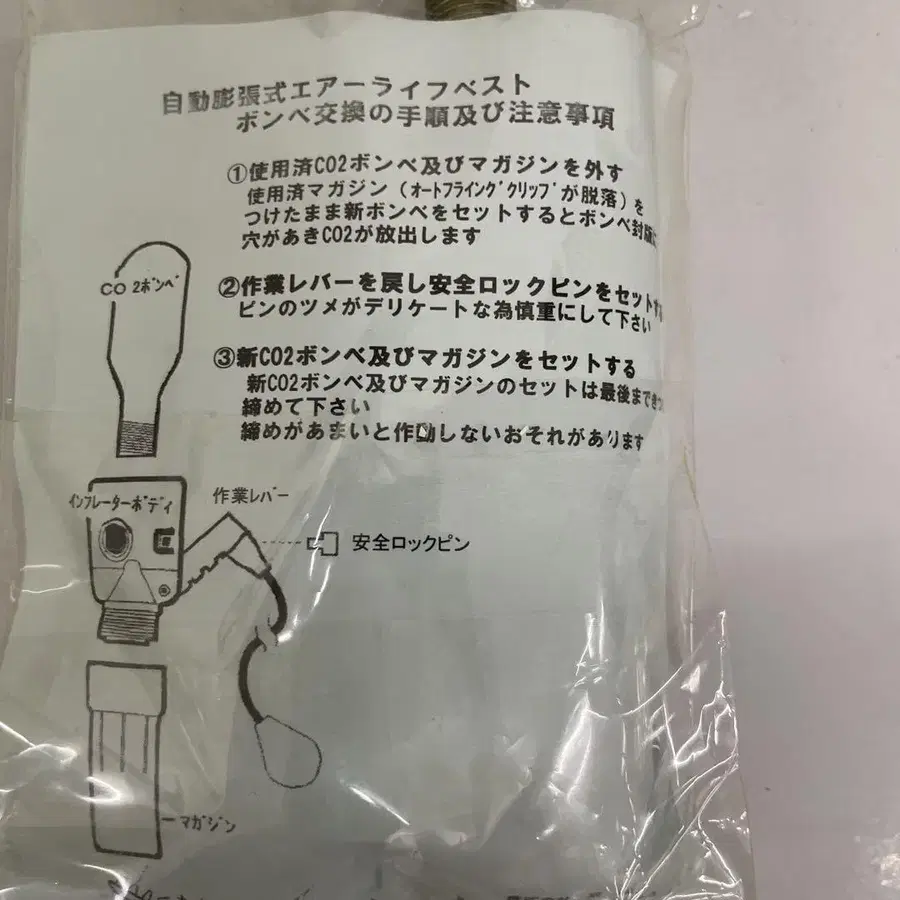 自動膨張式エアーライフベスト
ボンベ交換の手順及び注意事項
①使用済CO2ボンベ及びマガジンを外す
使用済マガジン（オートフライングクリップが脱落）を
つけたまま新ボンベをセットするとボンベ封版に
穴があきCO2が放出します
②作業レバーを戻し安全ロックピンをセットする
ピンのツメがデリケートな為慎重にして下さい
③新CO2ボンベ及びマガジンをセットする
新CO2ボンベ及びマガジンのセットは最後まできつ
締めて下さい
締めがあまいと作動しないおそれがあります
CO2ボンベ
インフレーターボディ
作業レバー
安全ロックピン
マガジン